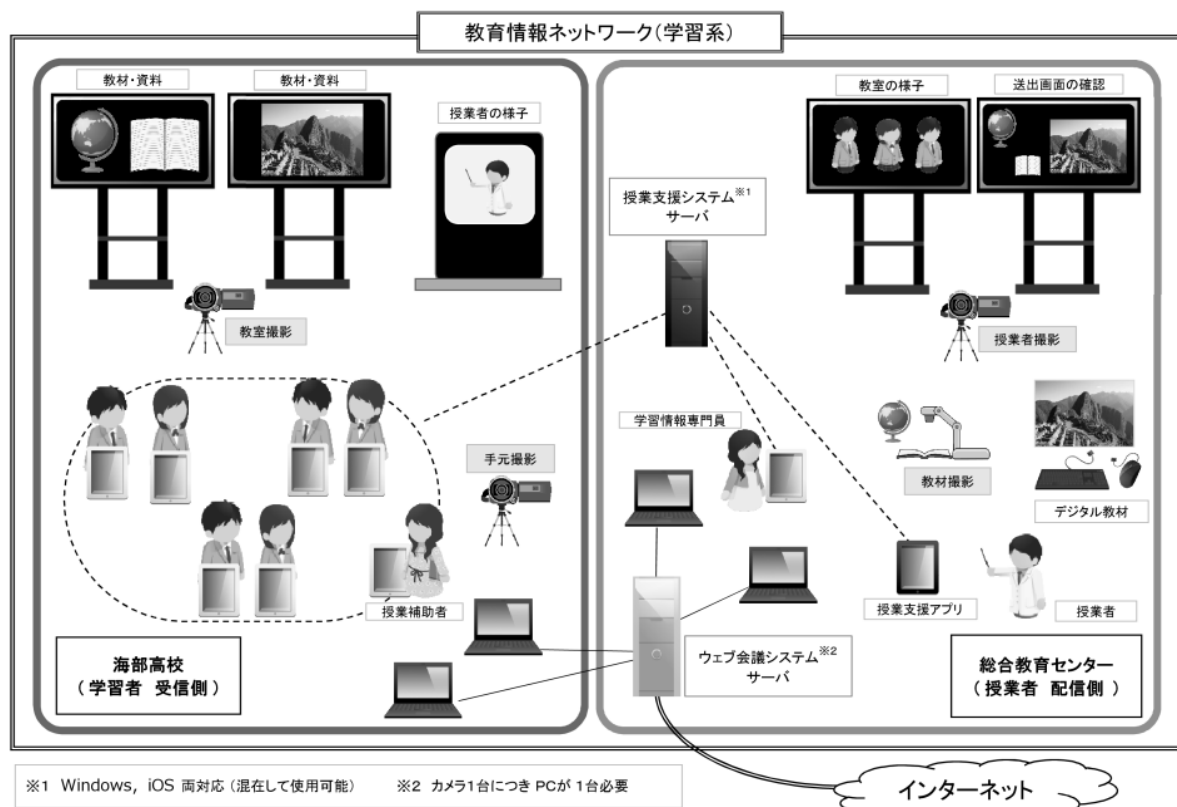 教育情報ネットワーク(学習系)
教材・資料
教材・資料
授業者の様子
教室撮影
手元撮影
授業補助者
海部高校
(学習者 受信側)
教室の様子
送出画面の確認
授業支援システム※1
サーバ
授業者撮影
学習情報専門員
教材撮影
デジタル教材
授業支援アプリ
授業者
ウェブ会議システム※2
サーバ
総合教育センター
(授業者 配信側)
※1 Windows, iOS 両対応 (混在して使用可能) ※2 カメラ1台につき PCが 1台必要
インターネット